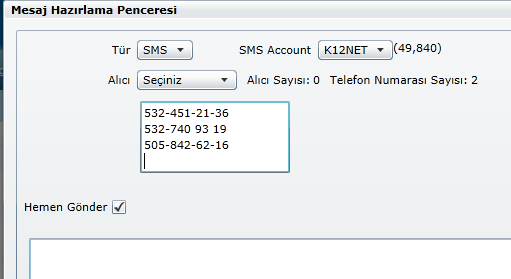 Mesaj Hazırlama Penceresi
Tür SMS SMS Account K12NET (49,840)
Alıcı Seçiniz Alıcı Sayısı: 0 Telefon Numarası Sayısı: 2
532-451-21-36
532-740 93 19
505-842-62-16
Hemen Gönder